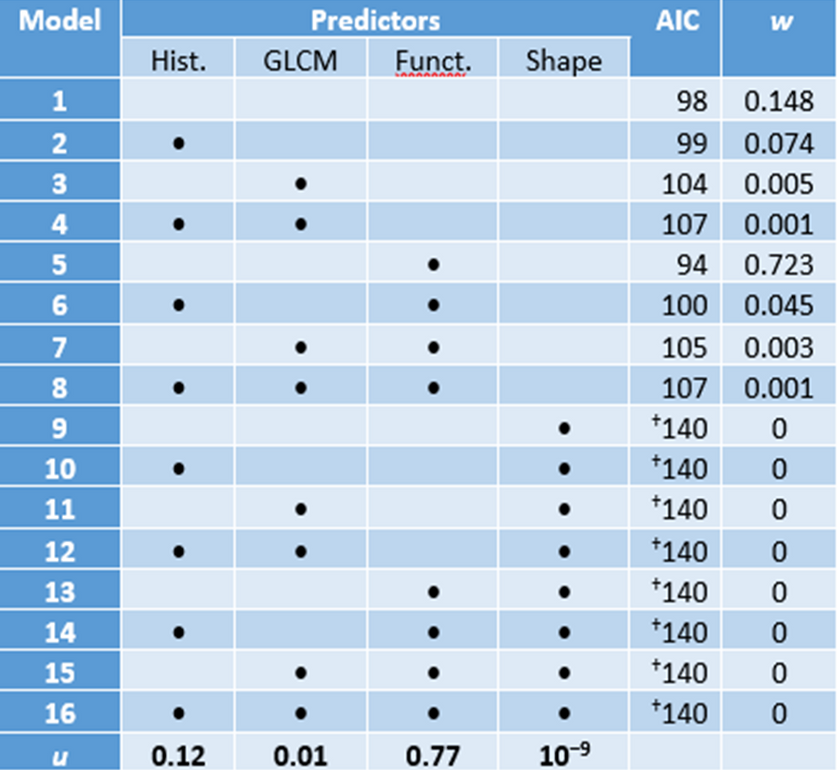 Model Predictors AIC w
Hist. GLCM Funct. Shape
1 98 0.148
2 • 99 0.074
3 • 104 0.005
4 • • 107 0.001
5 • 94 0.723
6 • • 100 0.045
7 • • 105 0.003
8 • • • 107 0.001
9 • †140 0
10 • • †140 0
11 • • †140 0
12 • • • †140 0
13 • • †140 0
14 • • • †140 0
15 • • • †140 0
16 • • • • †140 0
u 0.12 0.01 0.77 10⁻⁹